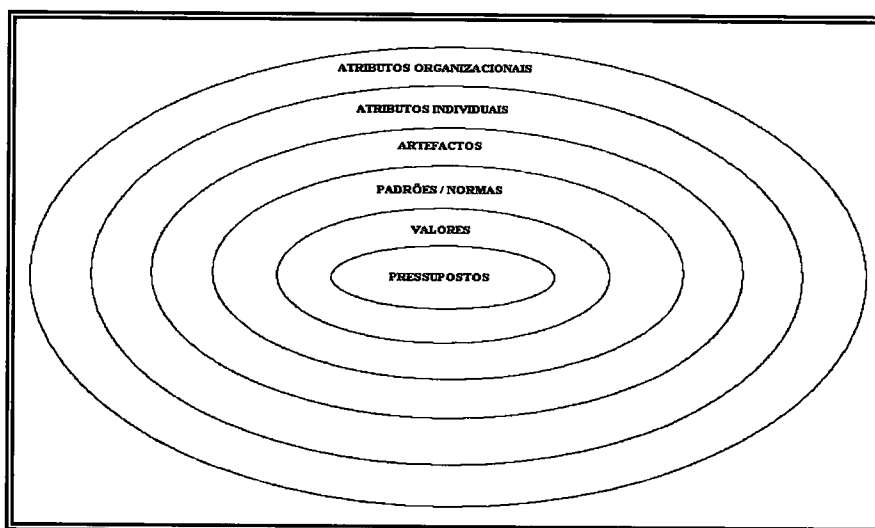 ATRIBUTOS ORGANIZACIONAIS
ATRIBUTOS INDIVIDUAIS
ARTEFACTOS
PADRÕES / NORMAS
VALORES
PRESSUPOSTOS